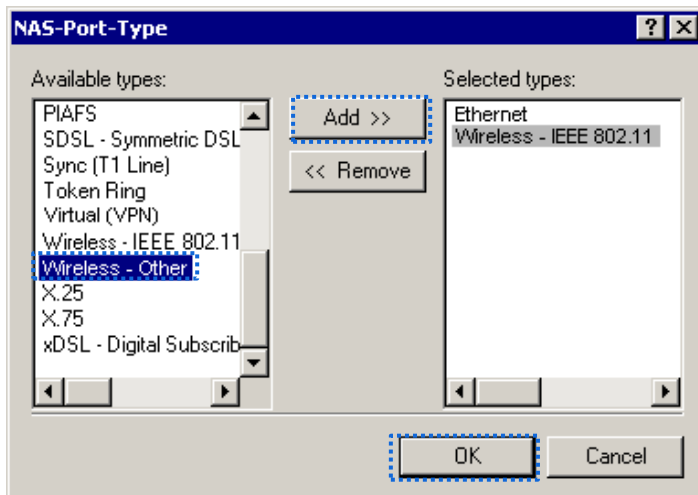 NAS-Port-Type
Available types:
PIAFS
SDSL - Symmetric DSL
Sync (T1 Line)
Token Ring
Virtual (VPN)
Wireless - IEEE 802.11
Wireless - Other
X.25
X.75
xDSL - Digital Subscrib
Add >>
<< Remove
Selected types:
Ethernet
Wireless - IEEE 802.11
OK
Cancel